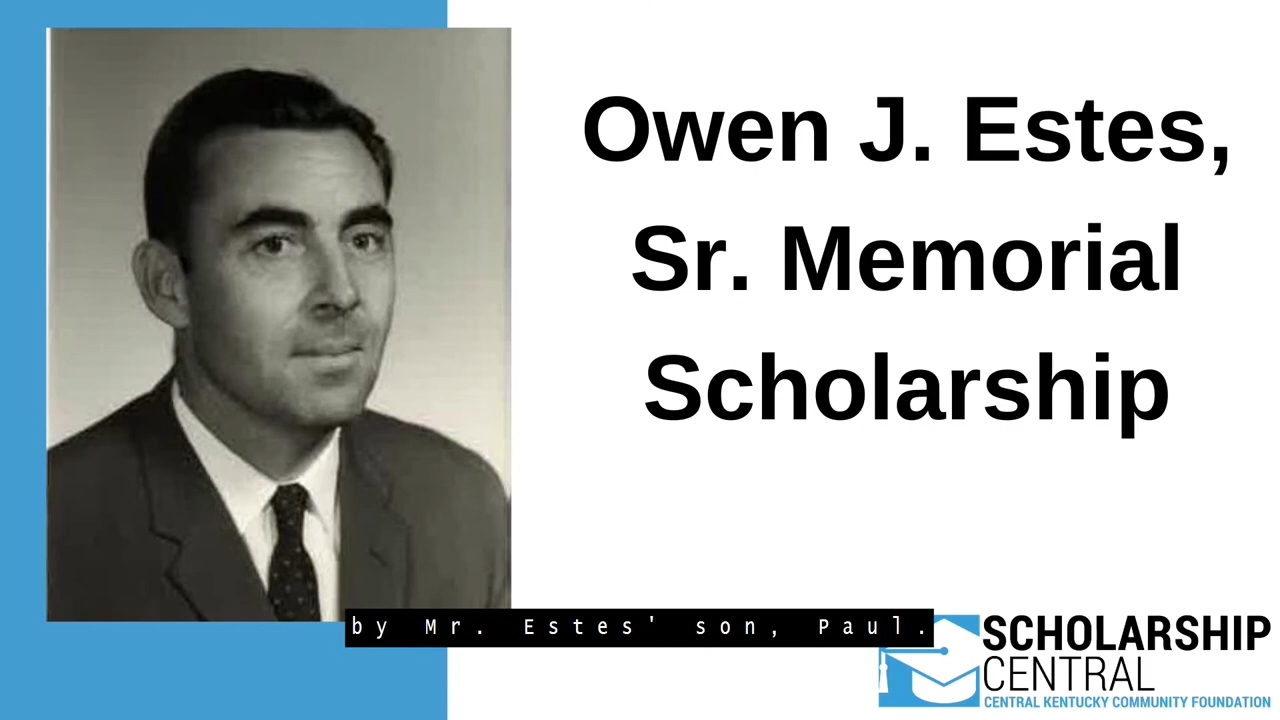 Owen J. Estes,
Sr. Memorial
Scholarship
by Mr. Estes' son, Paul.
SCHOLARSHIP
CENTRAL
CENTRAL KENTUCKY COMMUNITY FOUNDATION